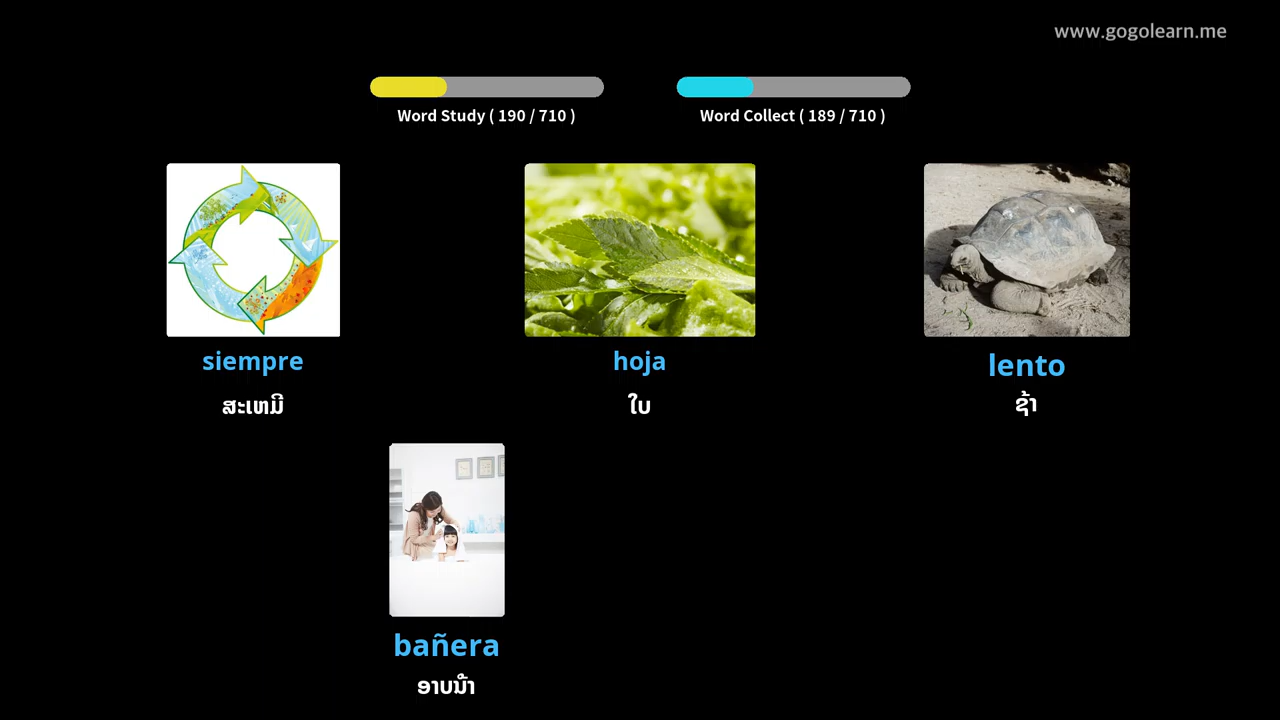 www.gogolearn.me
Word Study ( 190 / 710 )
Word Collect ( 189 / 710 )
siempre
hoja
lento
ສະເຫມີ
ໃບ
ຊ້າ
bañera
ອາບນ້ໍາ